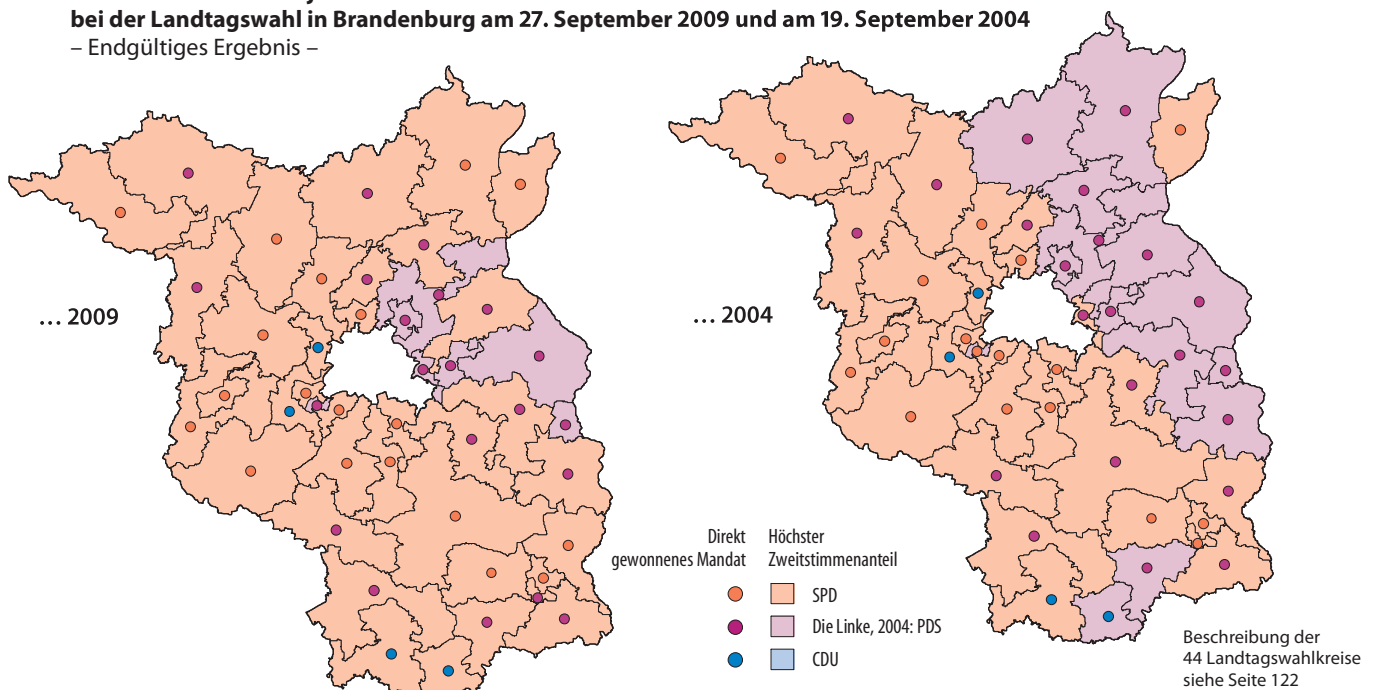 bei der Landtagswahl in Brandenburg am 27. September 2009 und am 19. September 2004
– Endgültiges Ergebnis –
… 2009
… 2004
Direkt gewonnenes Mandat
Höchster Zweitstimmenanteil
SPD
Die Linke, 2004: PDS
CDU
Beschreibung der
44 Landtagswahlkreise
siehe Seite 122